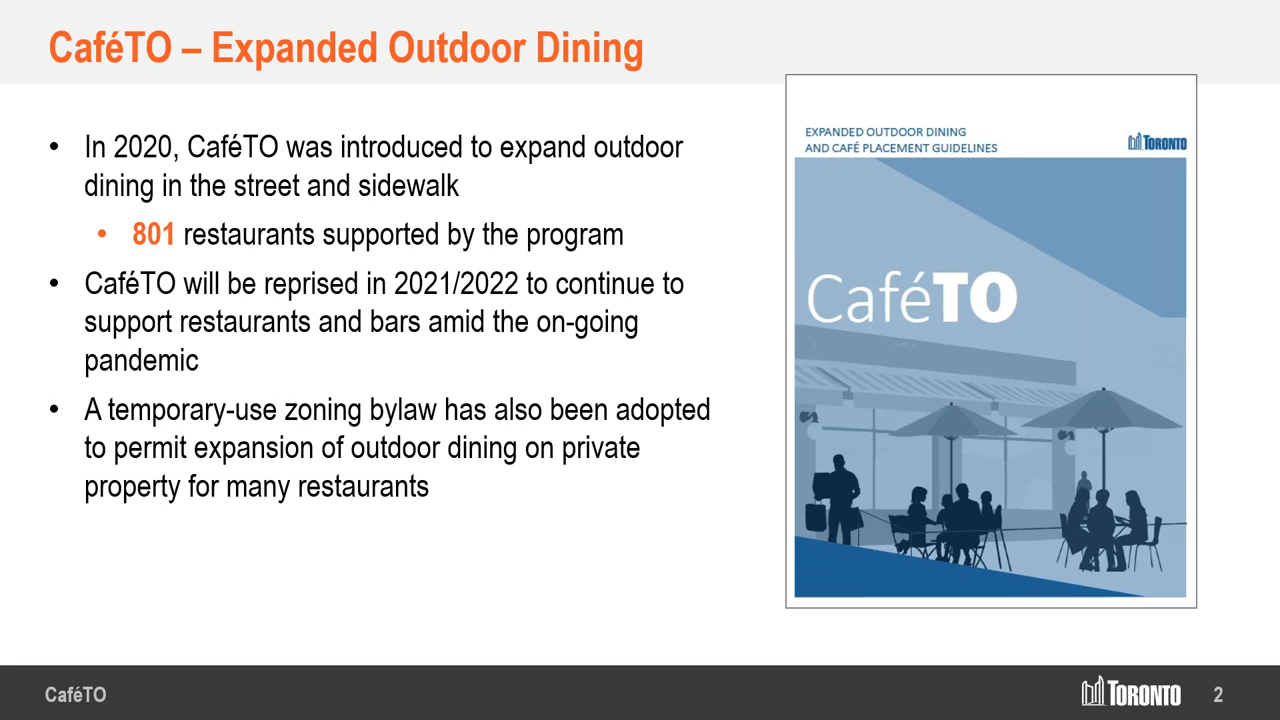 CaféTO – Expanded Outdoor Dining
• In 2020, CaféTO was introduced to expand outdoor
dining in the street and sidewalk
• 801 restaurants supported by the program
• CaféTO will be reprised in 2021/2022 to continue to
support restaurants and bars amid the on-going
pandemic
• A temporary-use zoning bylaw has also been adopted
to permit expansion of outdoor dining on private
property for many restaurants
EXPANDED OUTDOOR DINING
AND CAFÉ PLACEMENT GUIDELINES
TORONTO
CaféTO
CaféTO
TORONTO
2